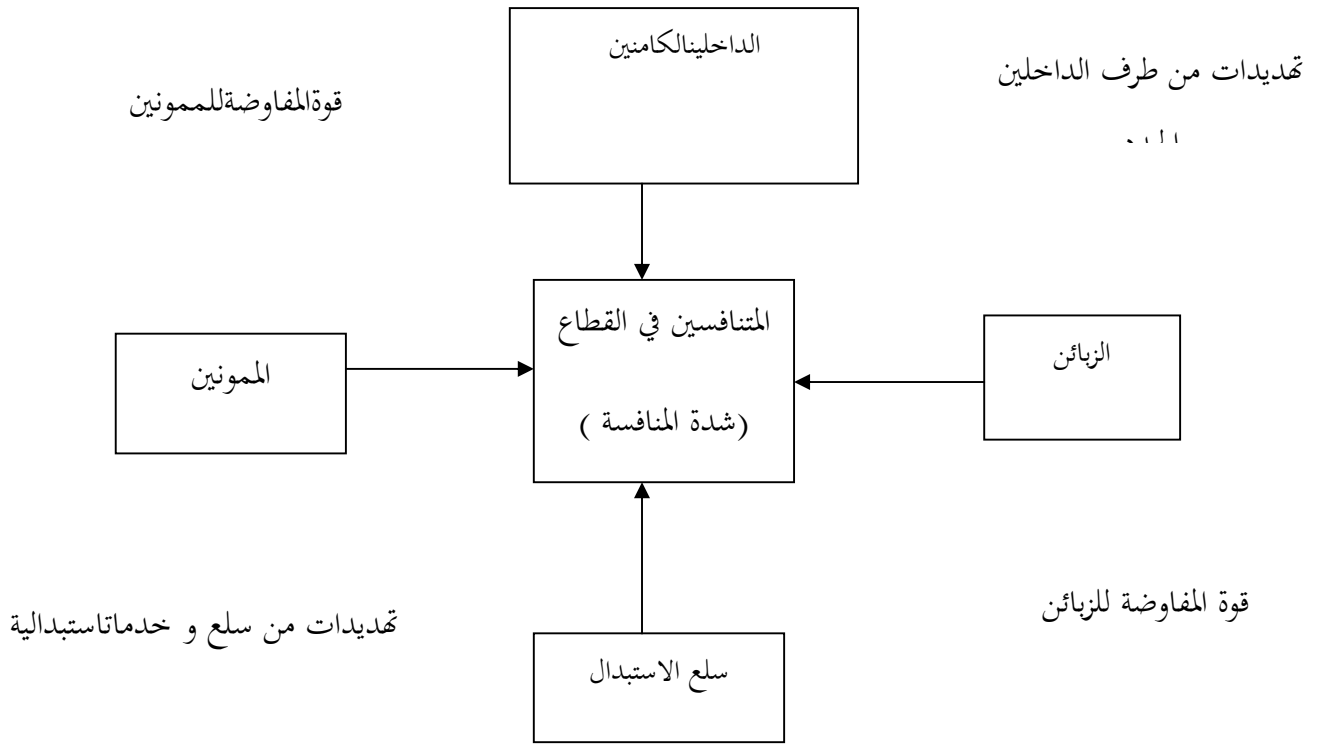 الداخلينالكامنين
تهديدات من طرف الداخلين
قوةالمفاوضةللممونين
المتنافسين في القطاع
(شدة المنافسة )
الزبائن
الممونين
قوة المفاوضة للزبائن
تهديدات من سلع و خدماتاستبدالية
سلع الاستبدال